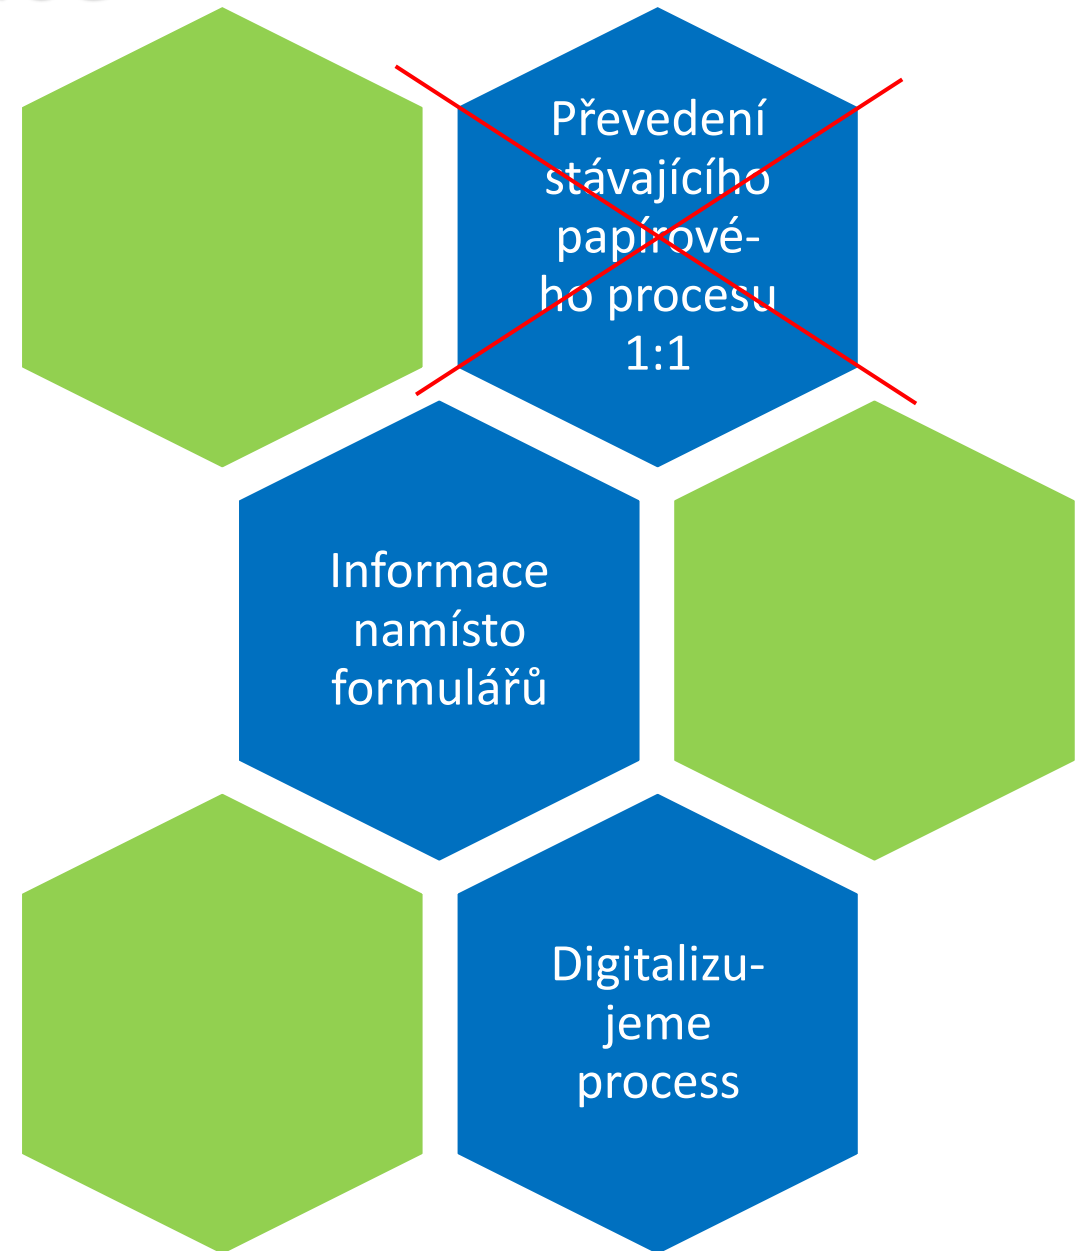 Převedení
stávajícího
papírové-
ho procesu
1:1
Informace
namísto
formulářů
Digitalizu-
jeme
process